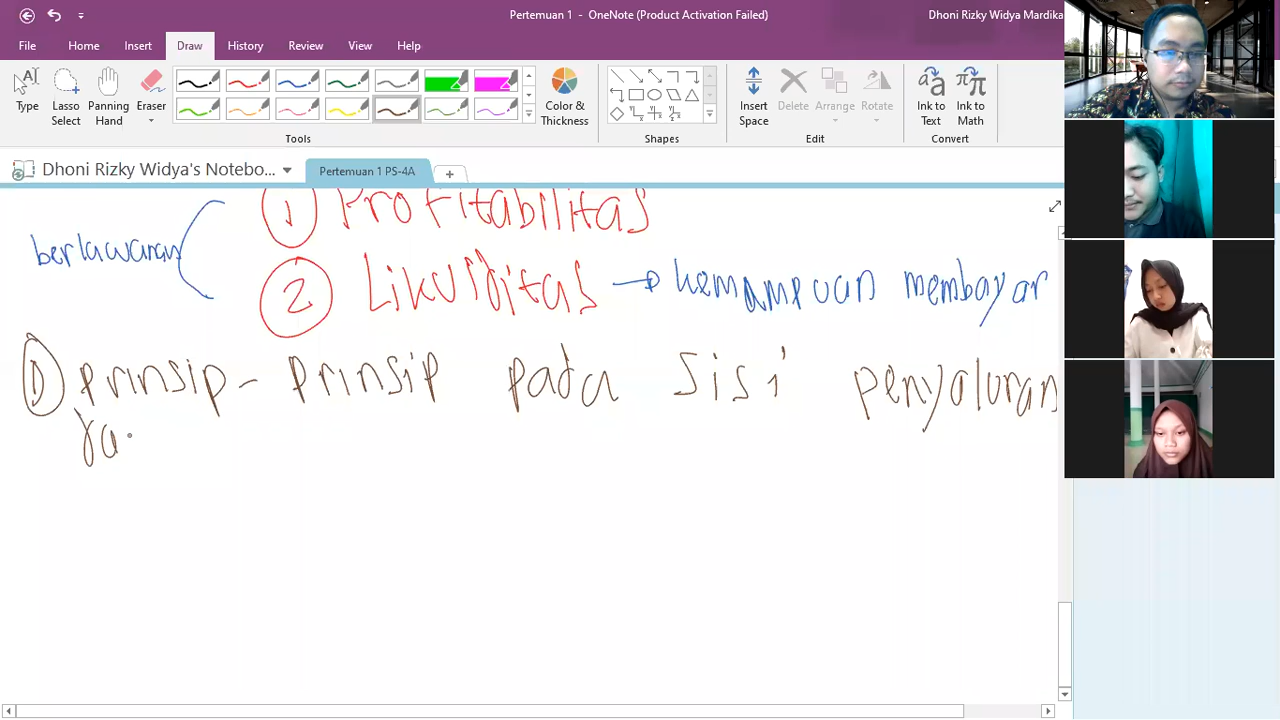 Pertemuan 1 - OneNote (Product Activation Failed)
Dhoni Rizky Widya Mardika
File Home Insert Draw History Review View Help
Type
Lasso Select
Panning Hand
Eraser
Color & Thickness
Insert Space
Delete
Arrange
Rotate
Ink to Text
Ink to Math
Tools
Shapes
Edit
Convert
Dhoni Rizky Widya's Notebo...
Pertemuan 1 PS-4A
1 Profitabilitas
berlawanan
2 Likuiditas → kemampuan membayar
D prinsip-prinsip pada sisi penyaluran
da